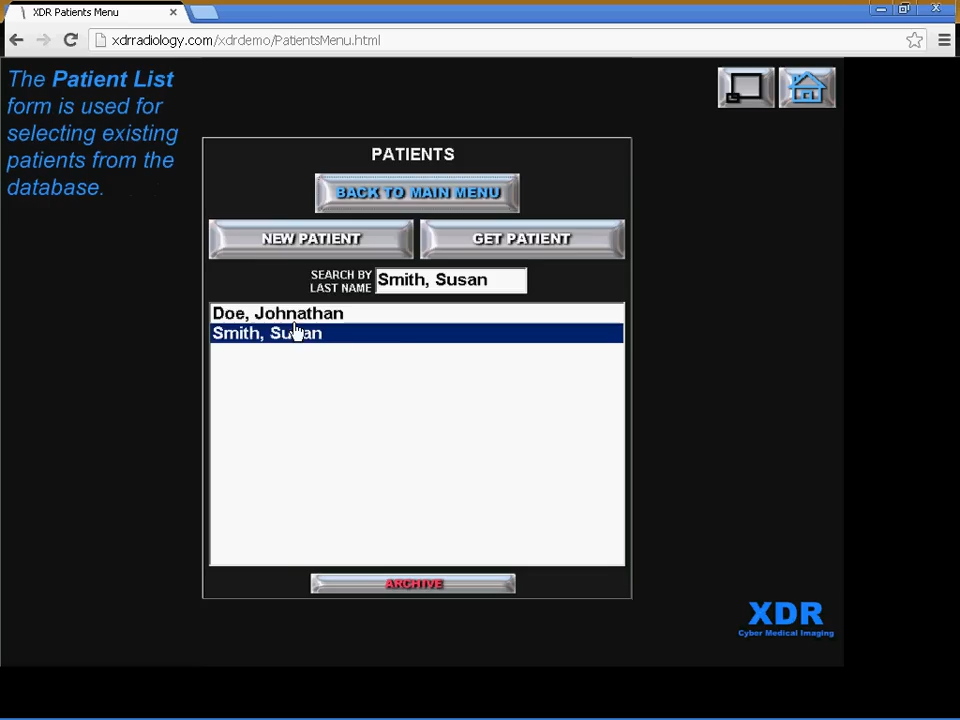 XDR Patients Menu
xdrradiology.com/xdrdemo/PatientsMenu.html
The Patient List
form is used for
selecting existing
patients from the
database.
PATIENTS
BACK TO MAIN MENU
NEW PATIENT
GET PATIENT
SEARCH BY
LAST NAME
Smith, Susan
Doe, Johnathan
Smith, Susan
ARCHIVE
XDR
Cyber Medical Imaging